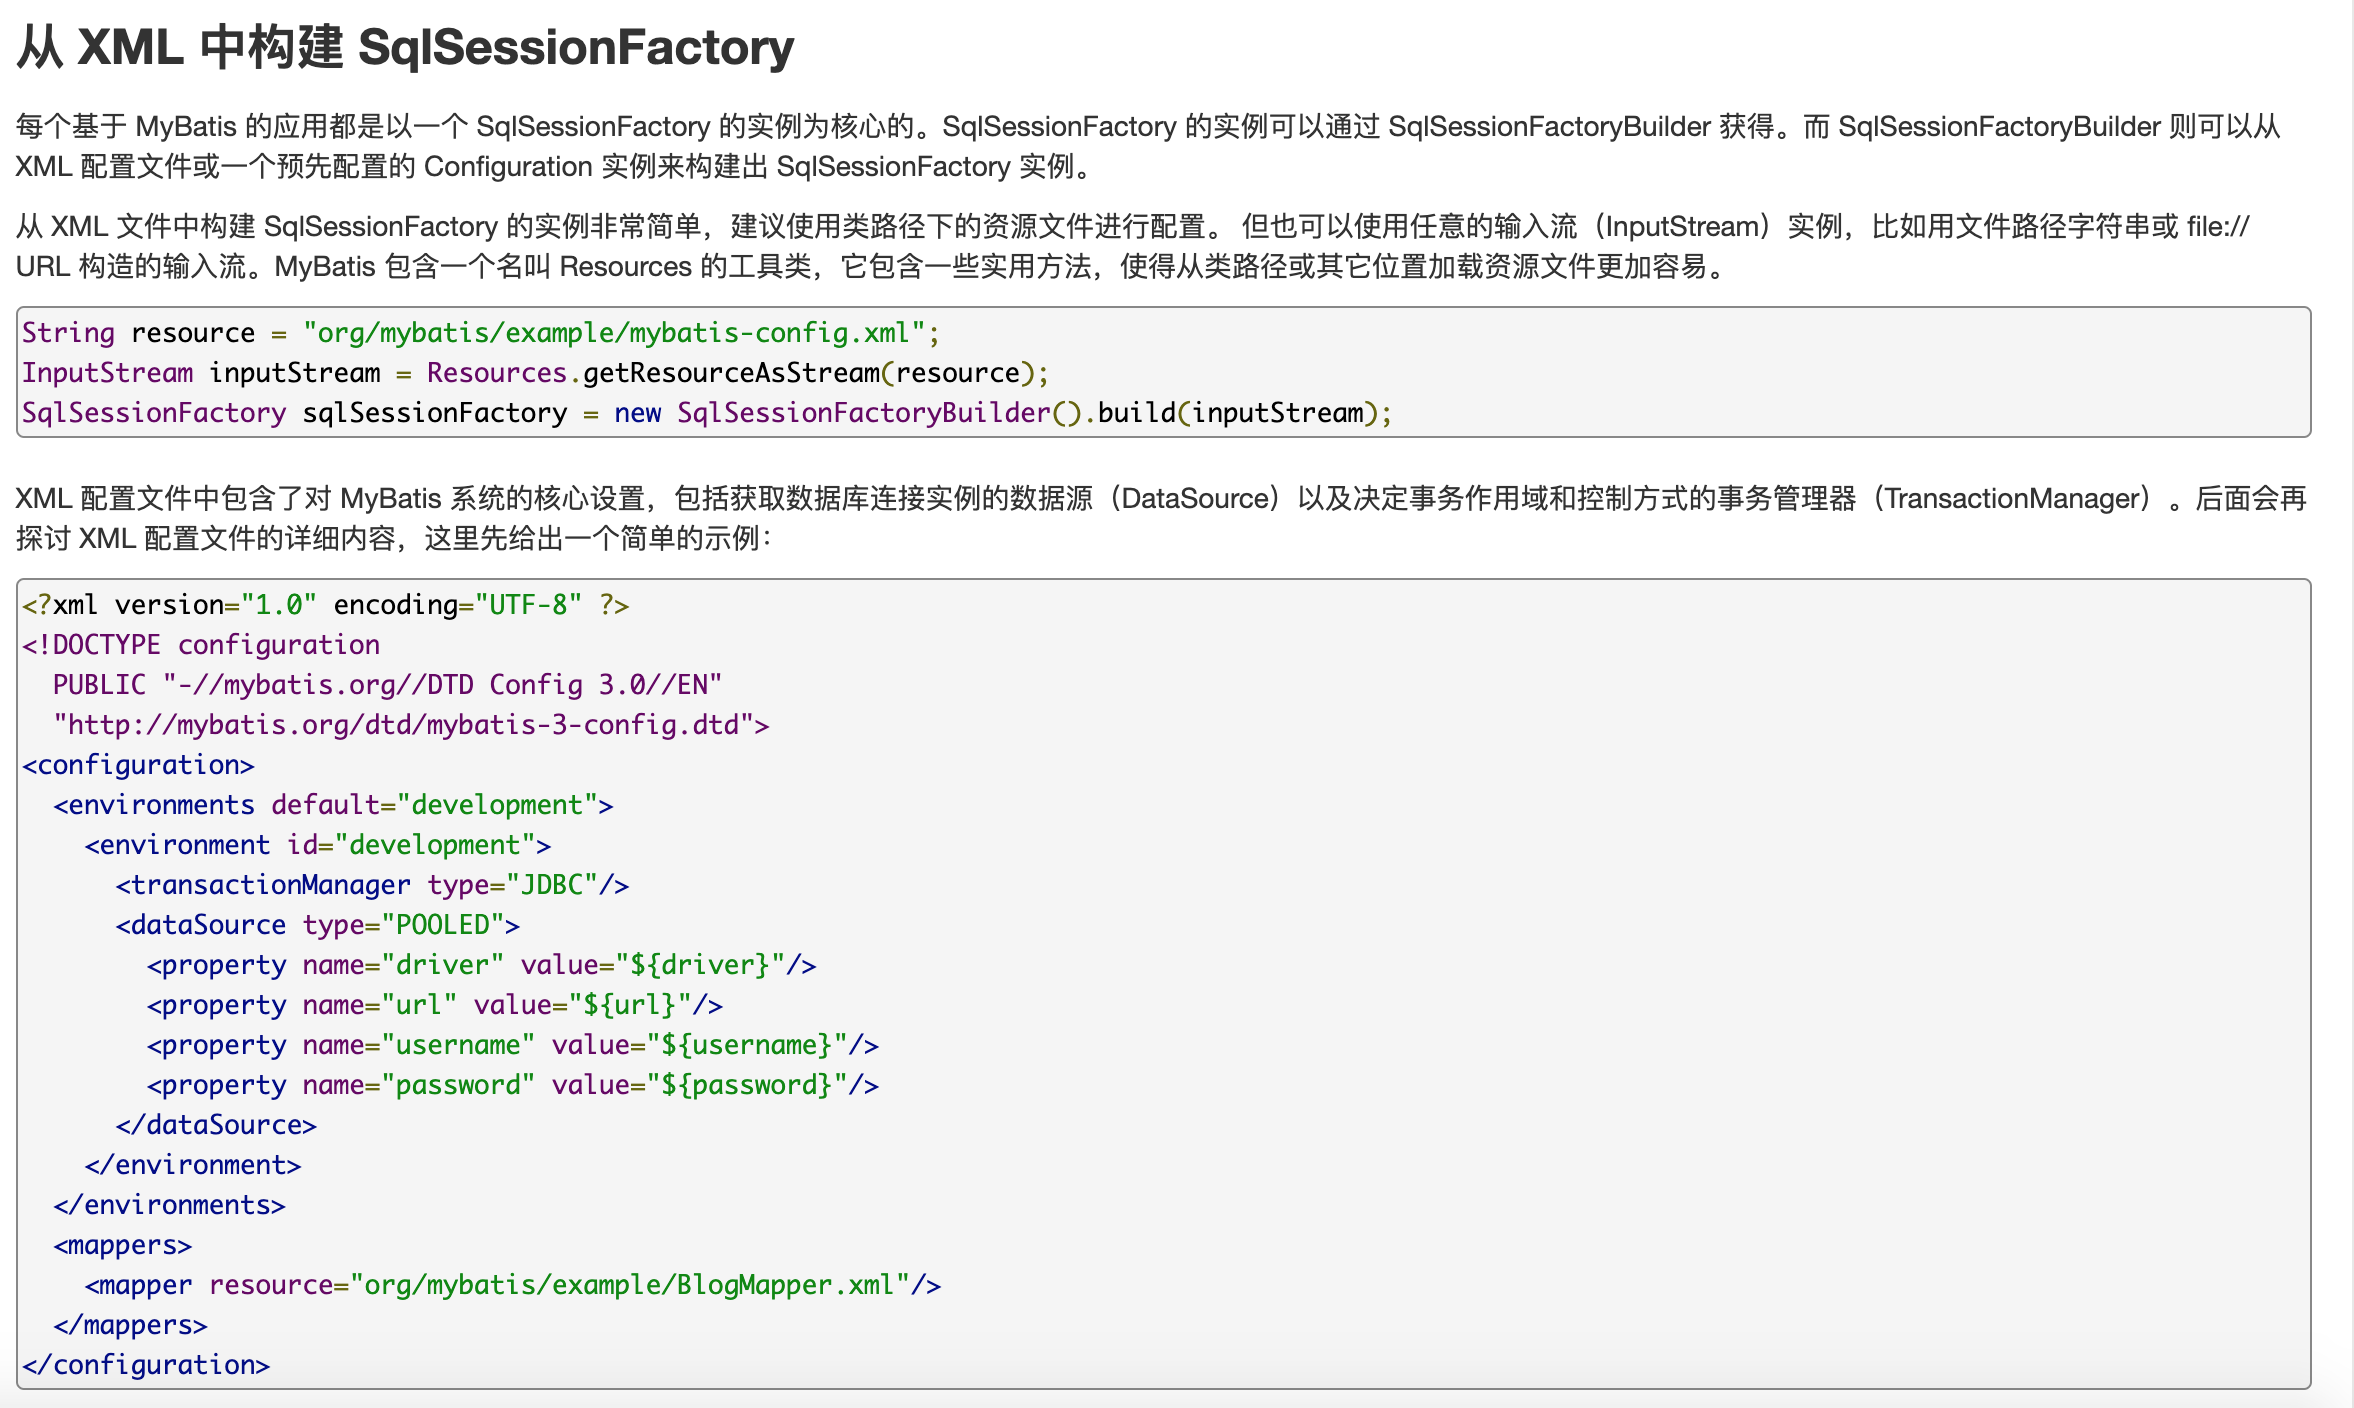 从 XML 中构建 SqlSessionFactory
每个基于 MyBatis 的应用都是以一个 SqlSessionFactory 的实例为核心的。SqlSessionFactory 的实例可以通过 SqlSessionFactoryBuilder 获得。而 SqlSessionFactoryBuilder 则可以从
XML 配置文件或一个预先配置的 Configuration 实例来构建出 SqlSessionFactory 实例。
从 XML 文件中构建 SqlSessionFactory 的实例非常简单，建议使用类路径下的资源文件进行配置。 但也可以使用任意的输入流（InputStream）实例，比如用文件路径字符串或 file://
URL 构造的输入流。MyBatis 包含一个名叫 Resources 的工具类，它包含一些实用方法，使得从类路径或其它位置加载资源文件更加容易。
String resource = "org/mybatis/example/mybatis-config.xml";
InputStream inputStream = Resources.getResourceAsStream(resource);
SqlSessionFactory sqlSessionFactory = new SqlSessionFactoryBuilder().build(inputStream);
XML 配置文件中包含了对 MyBatis 系统的核心设置，包括获取数据库连接实例的数据源（DataSource）以及决定事务作用域和控制方式的事务管理器（TransactionManager）。后面会再
探讨 XML 配置文件的详细内容，这里先给出一个简单的示例：
<?xml version="1.0" encoding="UTF-8" ?>
<!DOCTYPE configuration
  PUBLIC "-//mybatis.org//DTD Config 3.0//EN"
  "http://mybatis.org/dtd/mybatis-3-config.dtd">
<configuration>
  <environments default="development">
    <environment id="development">
      <transactionManager type="JDBC"/>
      <dataSource type="POOLED">
        <property name="driver" value="${driver}"/>
        <property name="url" value="${url}"/>
        <property name="username" value="${username}"/>
        <property name="password" value="${password}"/>
      </dataSource>
    </environment>
  </environments>
  <mappers>
    <mapper resource="org/mybatis/example/BlogMapper.xml"/>
  </mappers>
</configuration>